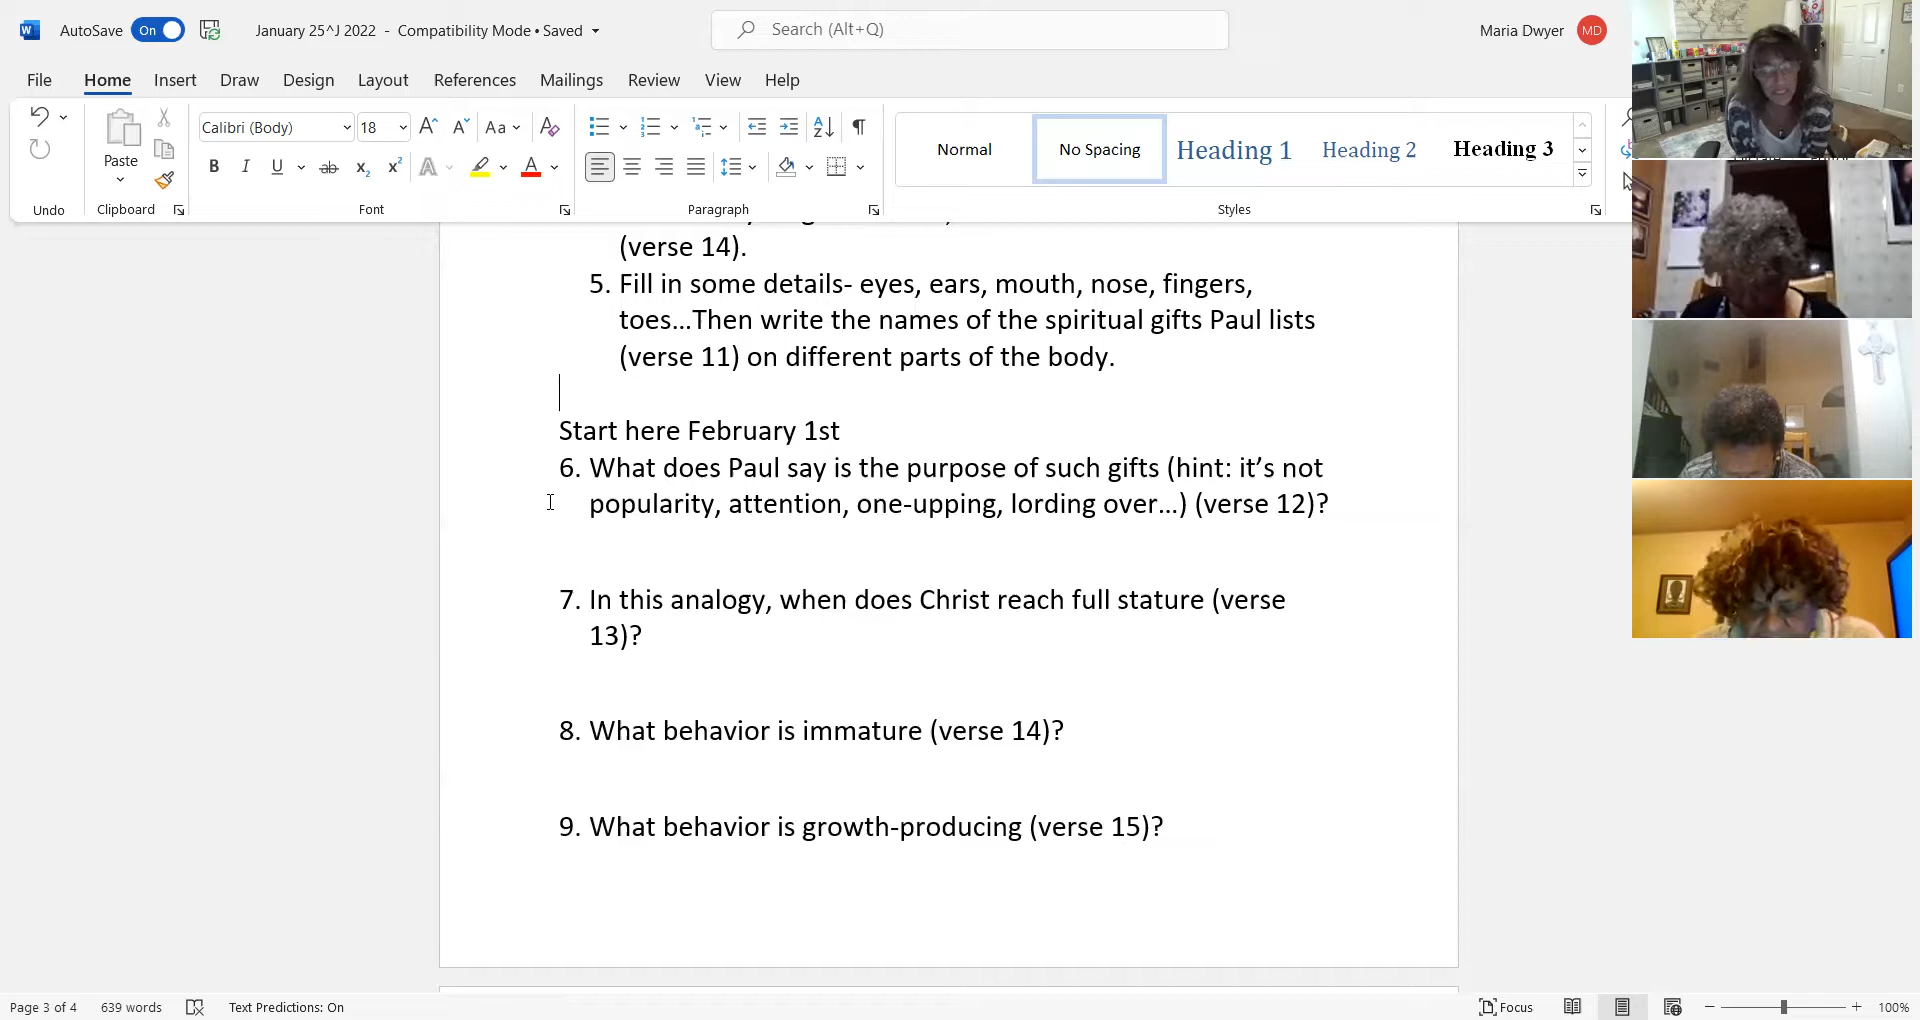 AutoSave On January 25^J 2022 - Compatibility Mode • Saved Search (Alt+Q) Maria Dwyer MD
File Home Insert Draw Design Layout References Mailings Review View Help
Calibri (Body) 18 Aa
Paste
Normal No Spacing Heading 1 Heading 2 Heading 3
B I U ab x₂ x² A A
Undo Clipboard Font Paragraph Styles
(verse 14).
5. Fill in some details- eyes, ears, mouth, nose, fingers,
toes...Then write the names of the spiritual gifts Paul lists
(verse 11) on different parts of the body.
Start here February 1st
6. What does Paul say is the purpose of such gifts (hint: it’s not
popularity, attention, one-upping, lording over...) (verse 12)?
7. In this analogy, when does Christ reach full stature (verse
13)?
8. What behavior is immature (verse 14)?
9. What behavior is growth-producing (verse 15)?
Page 3 of 4 639 words Text Predictions: On Focus 100%